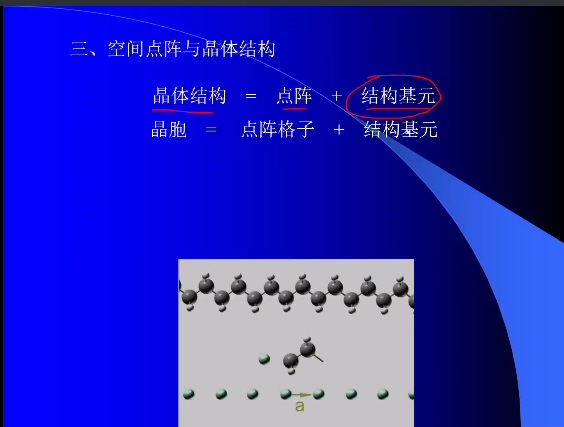 三、空间点阵与晶体结构
晶体结构 = 点阵 + 结构基元
晶胞 = 点阵格子 + 结构基元
a